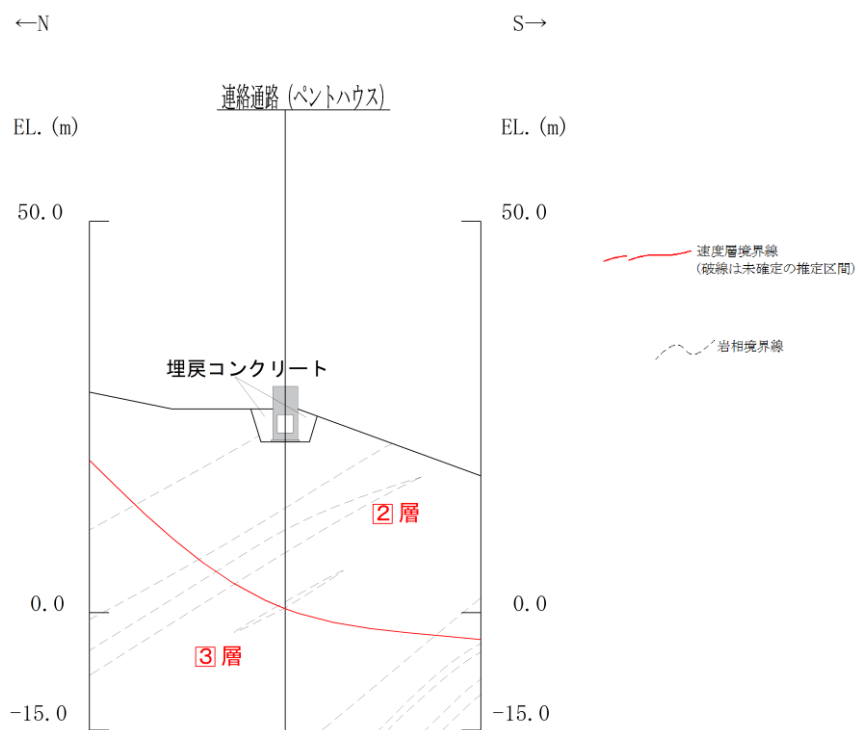 ←N
S→
連絡通路 (ペントハウス)
EL. (m)
EL. (m)
50.0
50.0
速度層境界線
(破線は未確定の推定区間)
岩相境界線
埋戻コンクリート
2 層
0.0
0.0
3 層
-15.0
-15.0